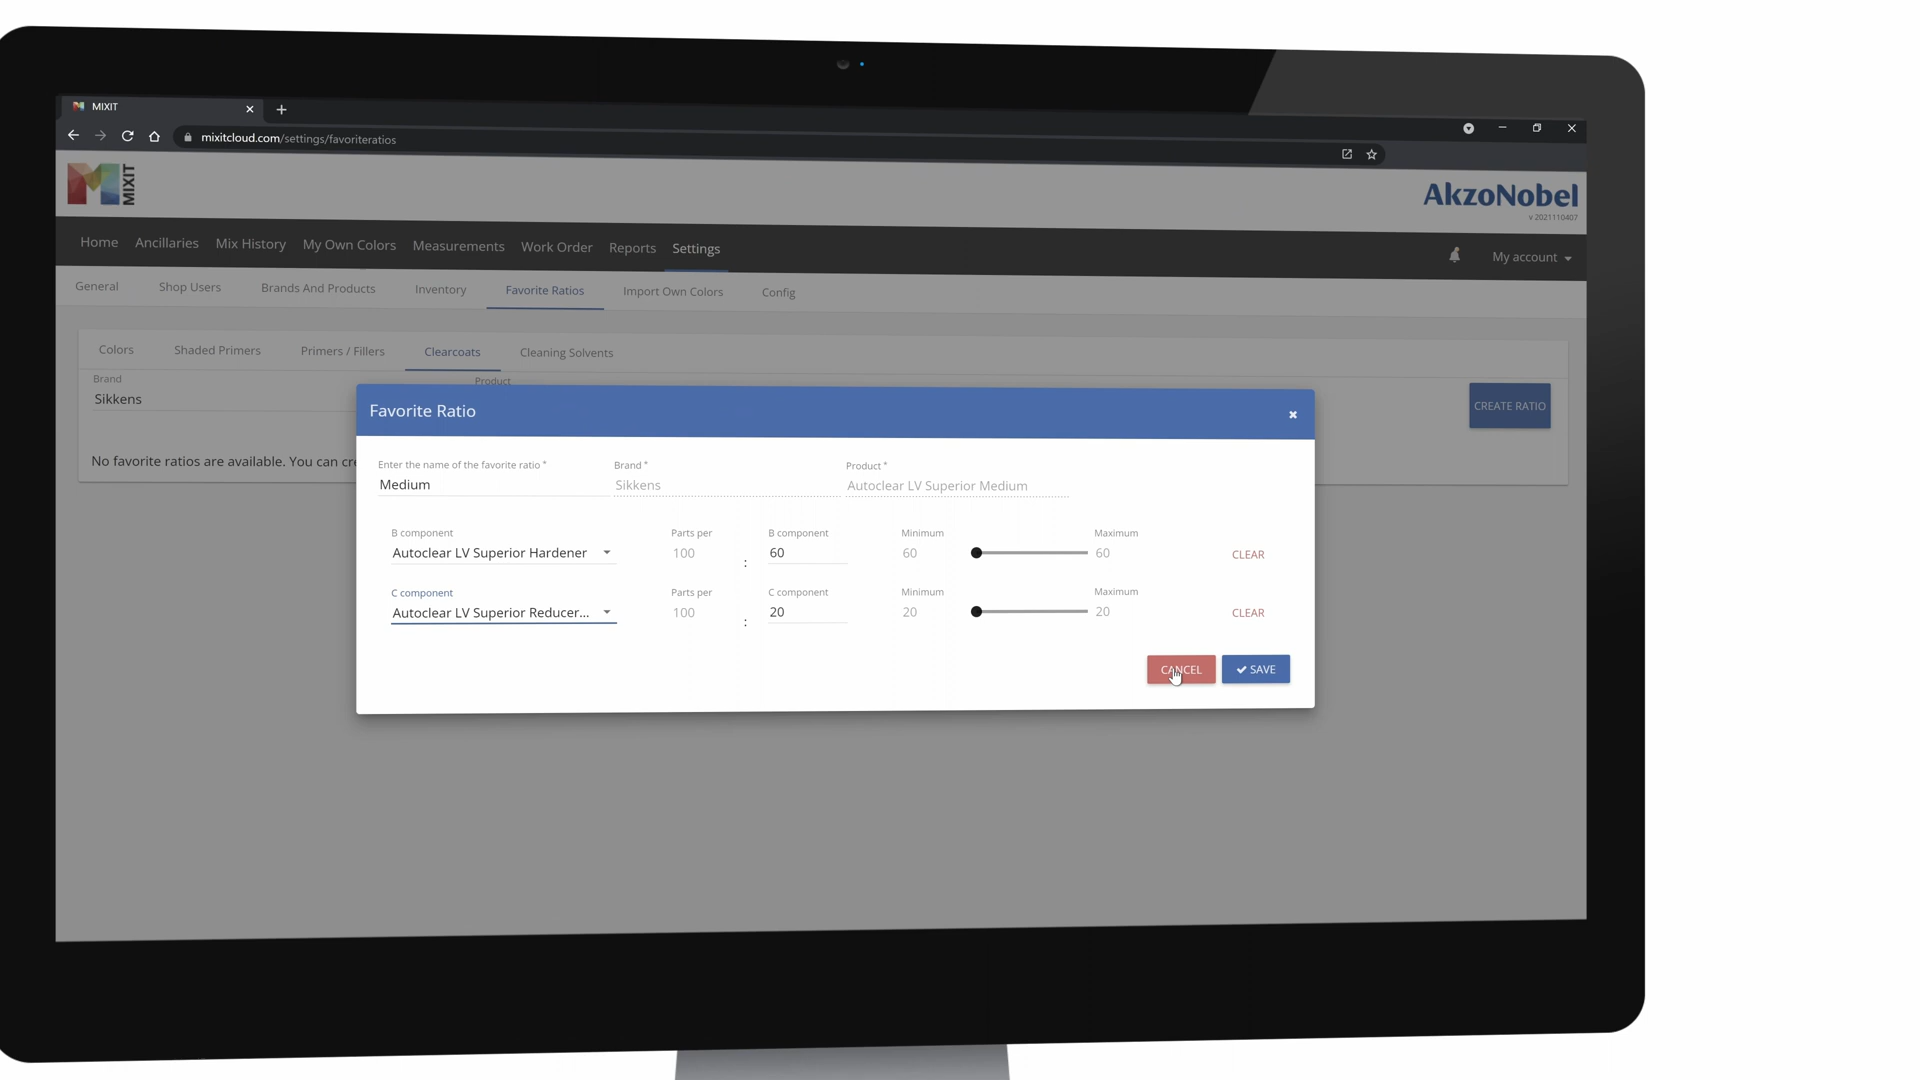 MIXIT
mixitcloud.com/settings/favoriteratios
MIXIT
AkzoNobel
v 2021110407
Home Ancillaries Mix History My Own Colors Measurements Work Order Reports Settings My account
General Shop Users Brands And Products Inventory Favorite Ratios Import Own Colors Config
Colors Shaded Primers Primers / Fillers Clearcoats Cleaning Solvents
Brand Product
Sikkens
CREATE RATIO
No favorite ratios are available. You can cre
Favorite Ratio
Enter the name of the favorite ratio * Brand * Product *
Medium Sikkens Autoclear LV Superior Medium
B component Parts per B component Minimum Maximum
Autoclear LV Superior Hardener 100 : 60 60 60 CLEAR
C component Parts per C component Minimum Maximum
Autoclear LV Superior Reducer... 100 : 20 20 20 CLEAR
CANCEL SAVE